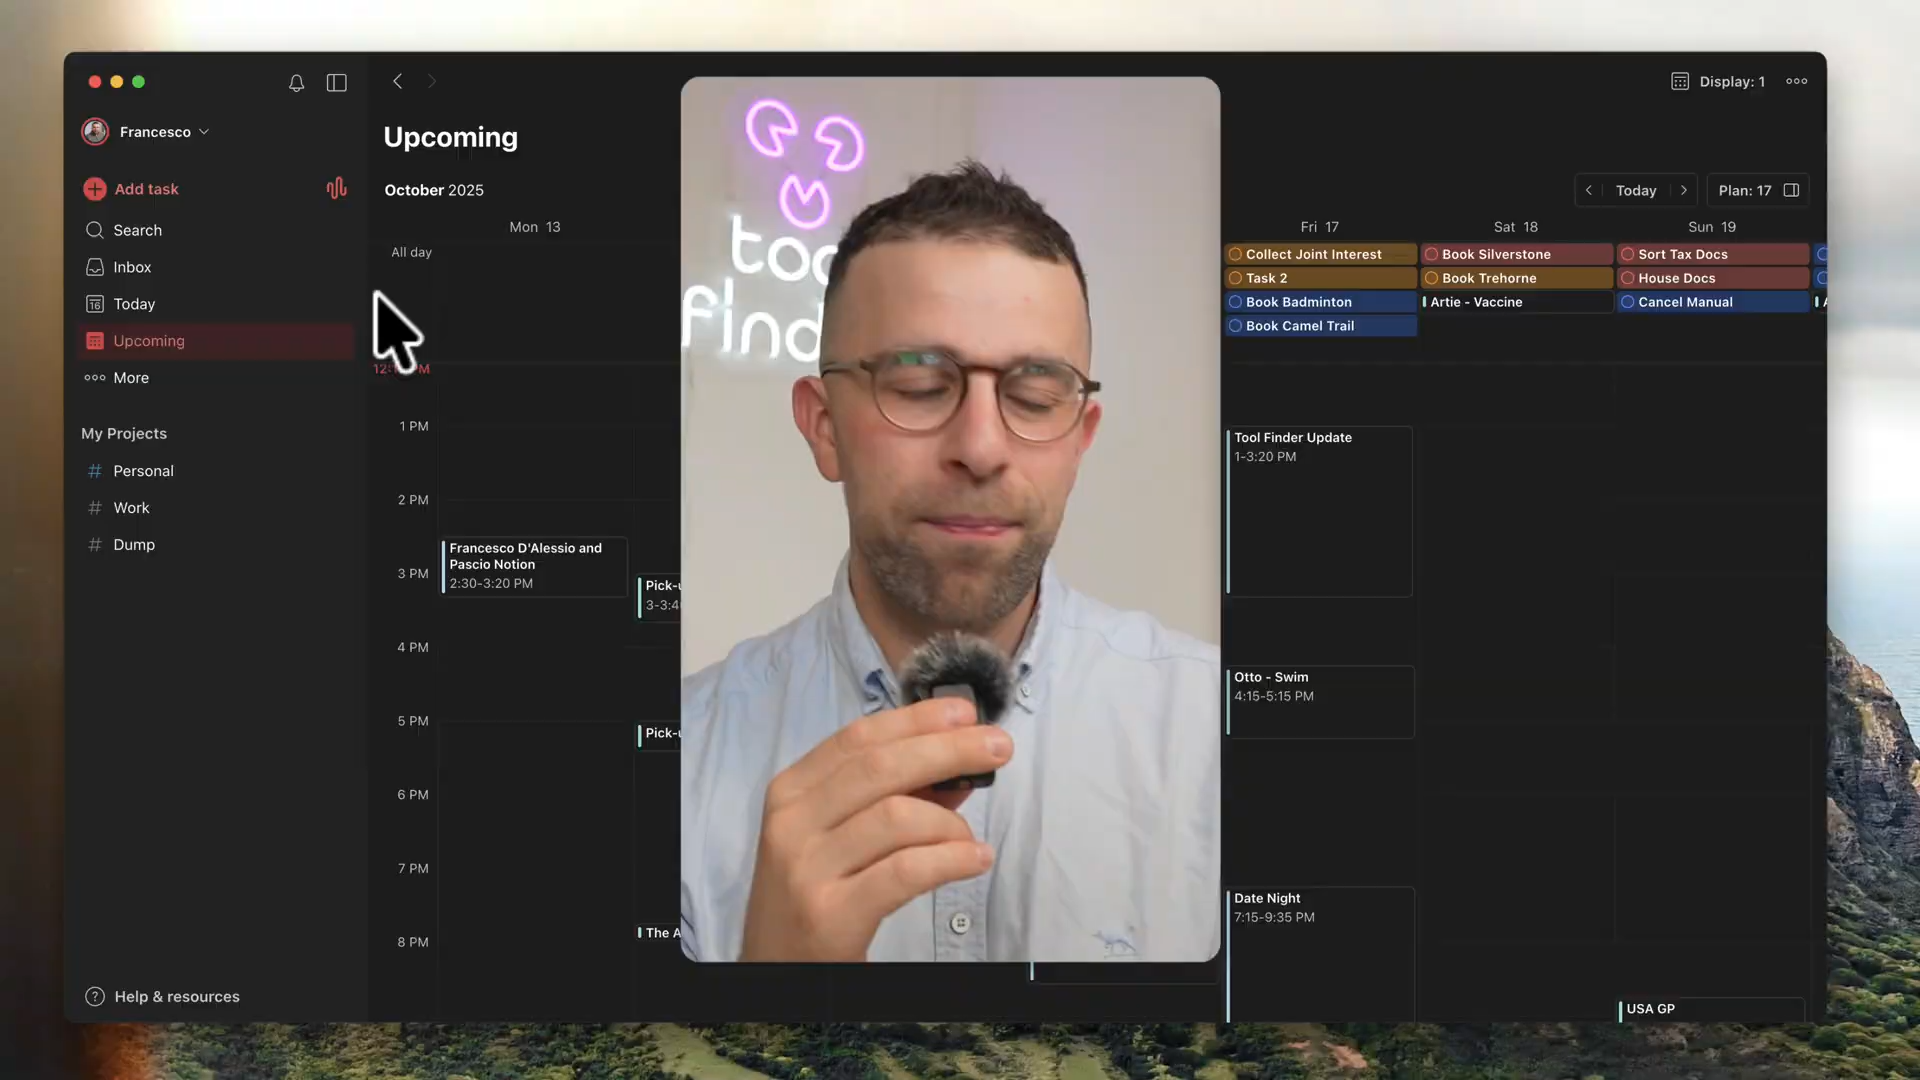 Display: 1
Francesco
Upcoming
Add task
October 2025
Today
Plan: 17
Search
Mon 13
Fri 17
Sat 18
Sun 19
All day
Collect Joint Interest
Book Silverstone
Sort Tax Docs
Inbox
Task 2
Book Trehorne
House Docs
16
Today
Book Badminton
Artie - Vaccine
Cancel Manual
Book Camel Trail
Upcoming
More
1 PM
My Projects
Tool Finder Update
1-3:20 PM
Personal
2 PM
Work
Dump
Francesco D'Alessio and
Pascio Notion
2:30-3:20 PM
3 PM
Pick-
4 PM
Otto - Swim
4:15-5:15 PM
5 PM
Pick-
6 PM
7 PM
Date Night
7:15-9:35 PM
8 PM
The
Help & resources
USA GP
find